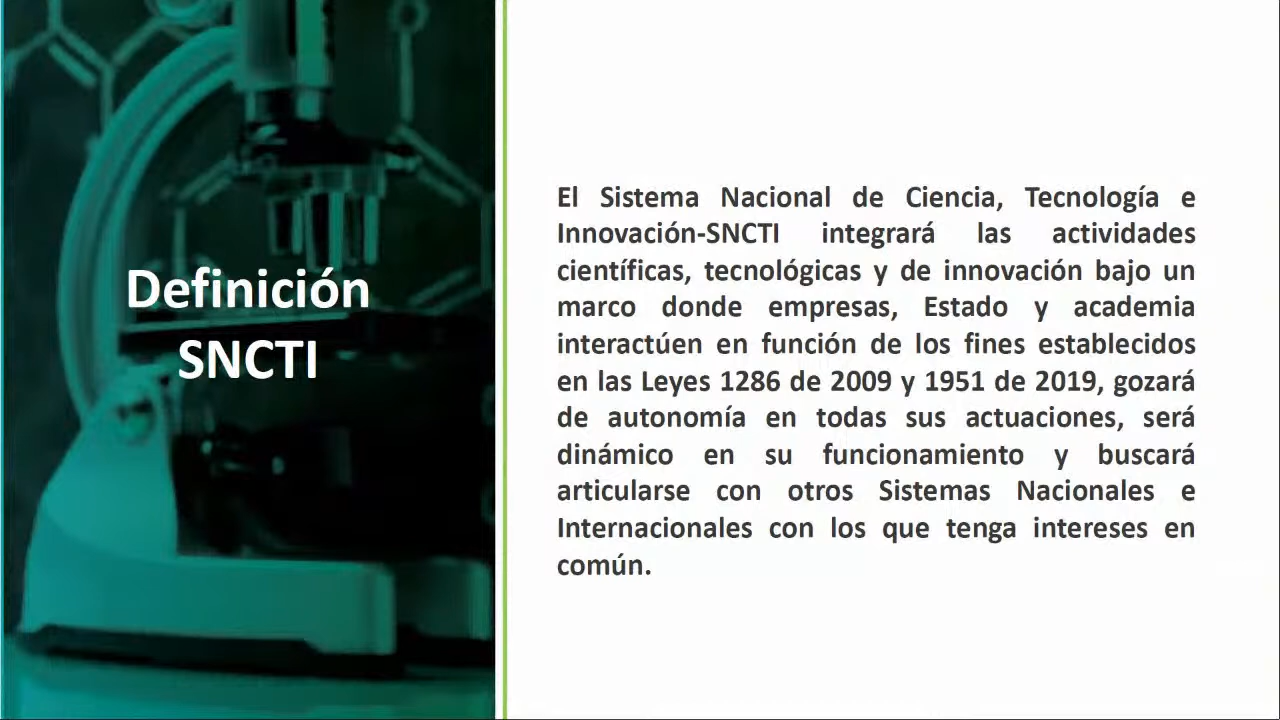 Definición
SNCTI
El Sistema Nacional de Ciencia, Tecnología e
Innovación-SNCTI integrará las actividades
científicas, tecnológicas y de innovación bajo un
marco donde empresas, Estado y academia
interactúen en función de los fines establecidos
en las Leyes 1286 de 2009 y 1951 de 2019, gozará
de autonomía en todas sus actuaciones, será
dinámico en su funcionamiento y buscará
articularse con otros Sistemas Nacionales e
Internacionales con los que tenga intereses en
común.